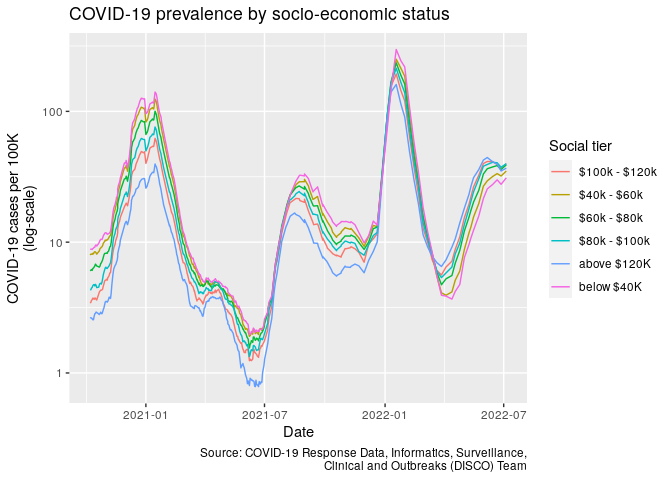 COVID-19 prevalence by socio-economic status
COVID-19 cases per 100K
(log-scale)
100
10
1
2021-01
2021-07
2022-01
2022-07
Date
Social tier
$100k - $120k
$40k - $60k
$60k - $80k
$80k - $100k
above $120K
below $40K
Source: COVID-19 Response Data, Informatics, Surveillance,
Clinical and Outbreaks (DISCO) Team